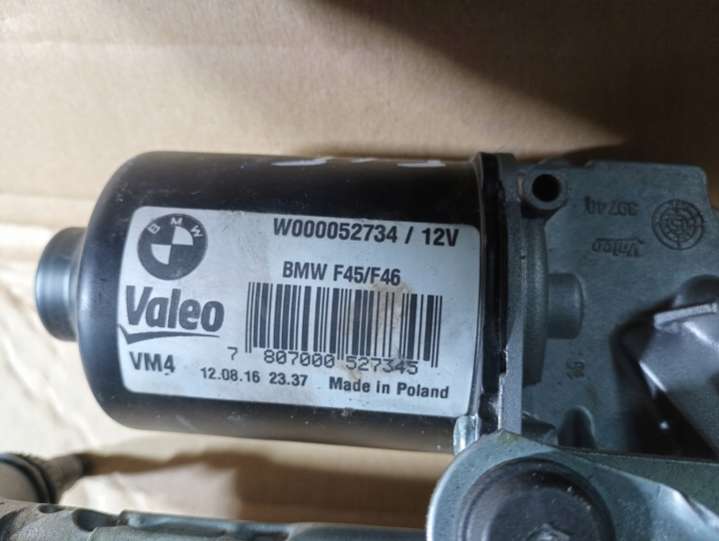 BMW
W000052734 / 12V
BMW F45/F46
Valeo
7 807000 527345
VM4
12.08.16 23.37 Made in Poland
Valeo